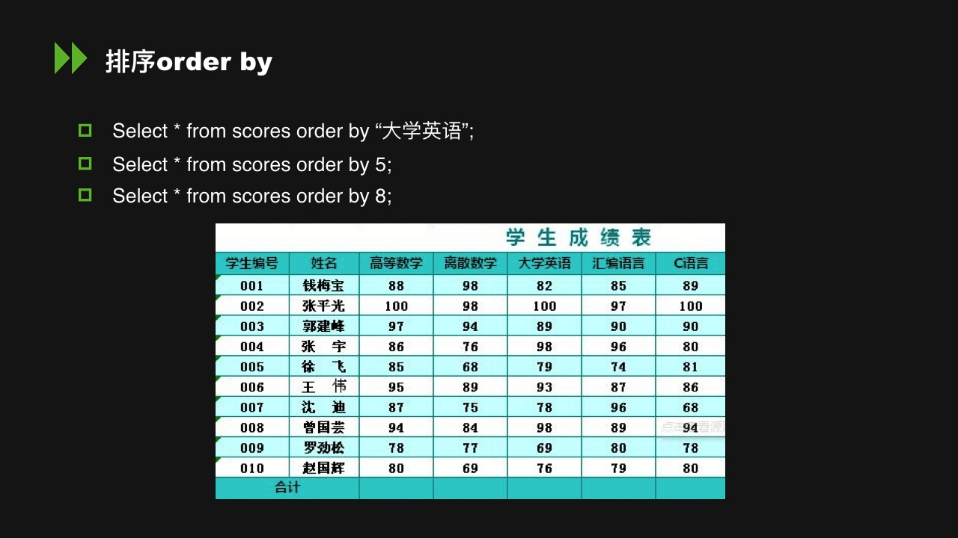 排序order by
Select * from scores order by “大学英语”;
Select * from scores order by 5;
Select * from scores order by 8;
学 生 成 绩 表
学生编号 姓名 高等数学 离散数学 大学英语 汇编语言 C语言
001 钱梅宝 88 98 82 85 89
002 张平光 100 98 100 97 100
003 郭建峰 97 94 89 90 90
004 张 宇 86 76 98 96 80
005 徐 飞 85 68 79 74 81
006 王 伟 95 89 93 87 86
007 沈 迪 87 75 78 96 68
008 曾国芸 94 84 98 89 94
009 罗劲松 78 77 69 80 78
010 赵国辉 80 69 76 79 80
合计